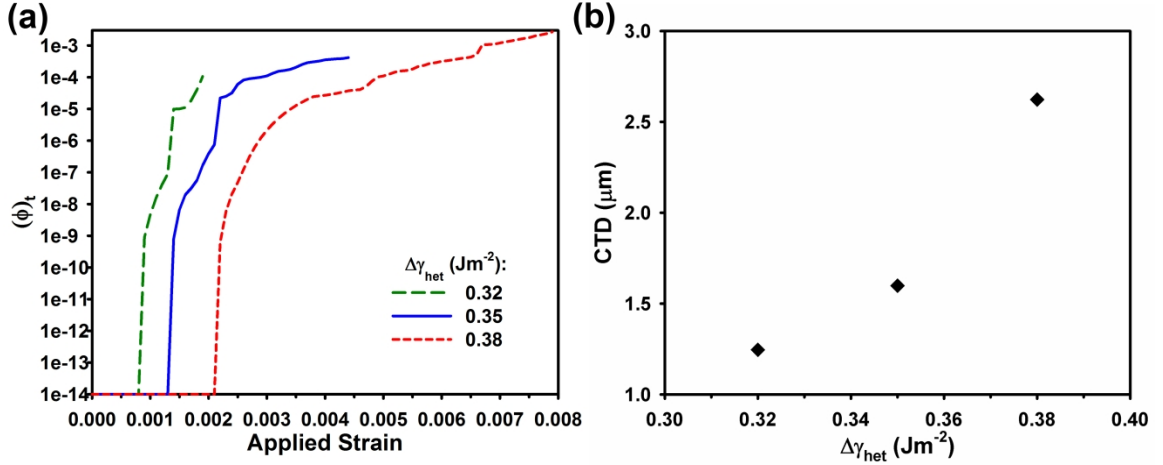 (a)
1e-3
1e-4
1e-5
1e-6
1e-7
1e-8
1e-9
1e-10
1e-11
1e-12
1e-13
1e-14
(ϕ)t
0.000 0.001 0.002 0.003 0.004 0.005 0.006 0.007 0.008
Applied Strain
Δγhet (Jm-2):
0.32
0.35
0.38
(b)
3.0
2.5
2.0
1.5
1.0
CTD (μm)
0.30 0.32 0.34 0.36 0.38 0.40
Δγhet (Jm-2)